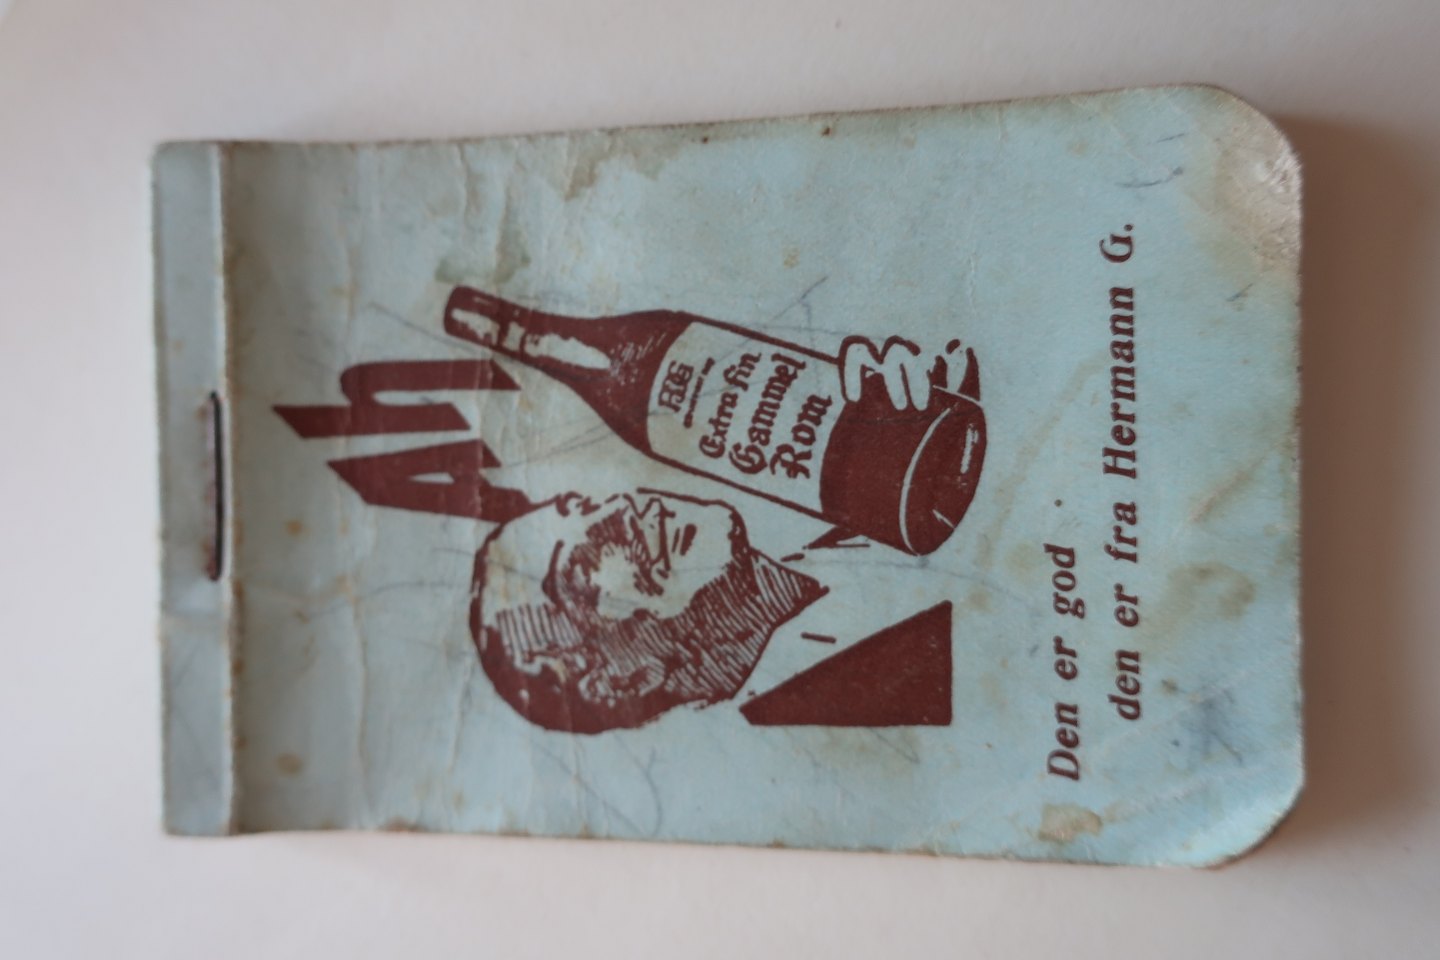 Ah
HG
Extra fin
Gammel
Rom
Den er god
den er fra Hermann G.